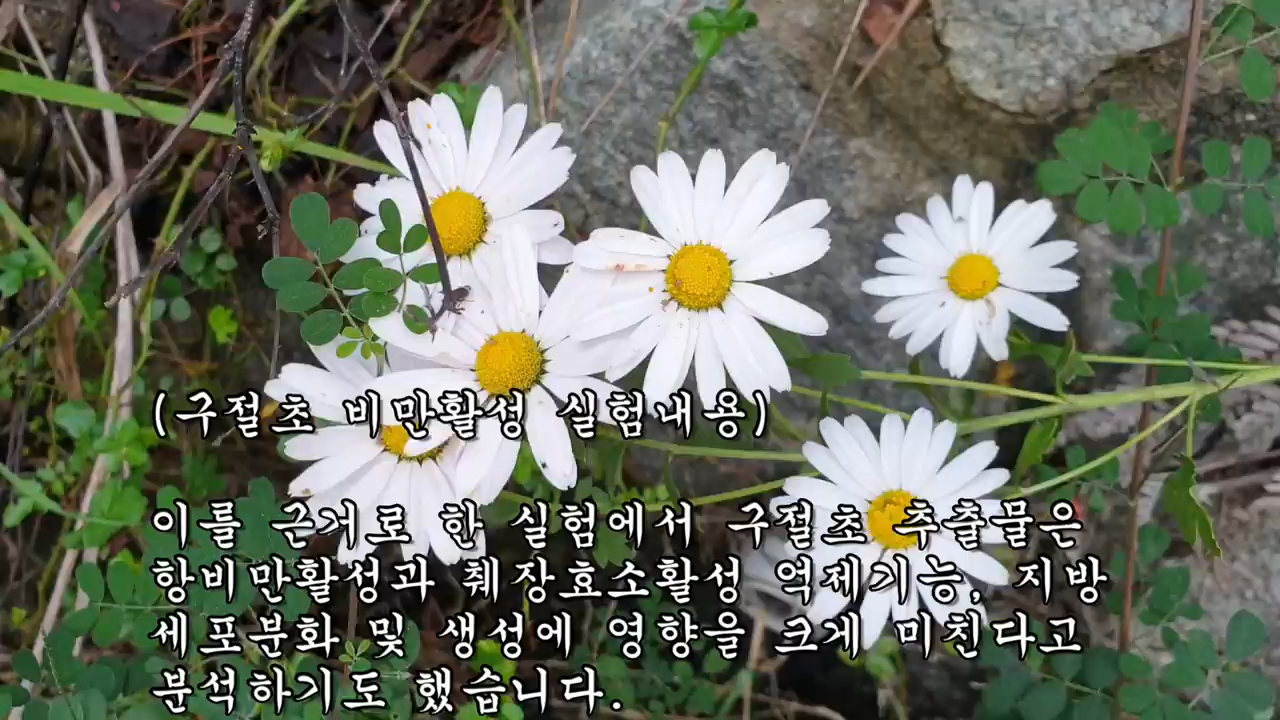 (구절초 비만활성 실험내용)
이를 근거로 한 실험에서 구절초 추출물은
항비만활성과 췌장효소활성 억제기능, 지방
세포분화 및 생성에 영향을 크게 미친다고
분석하기도 했습니다.